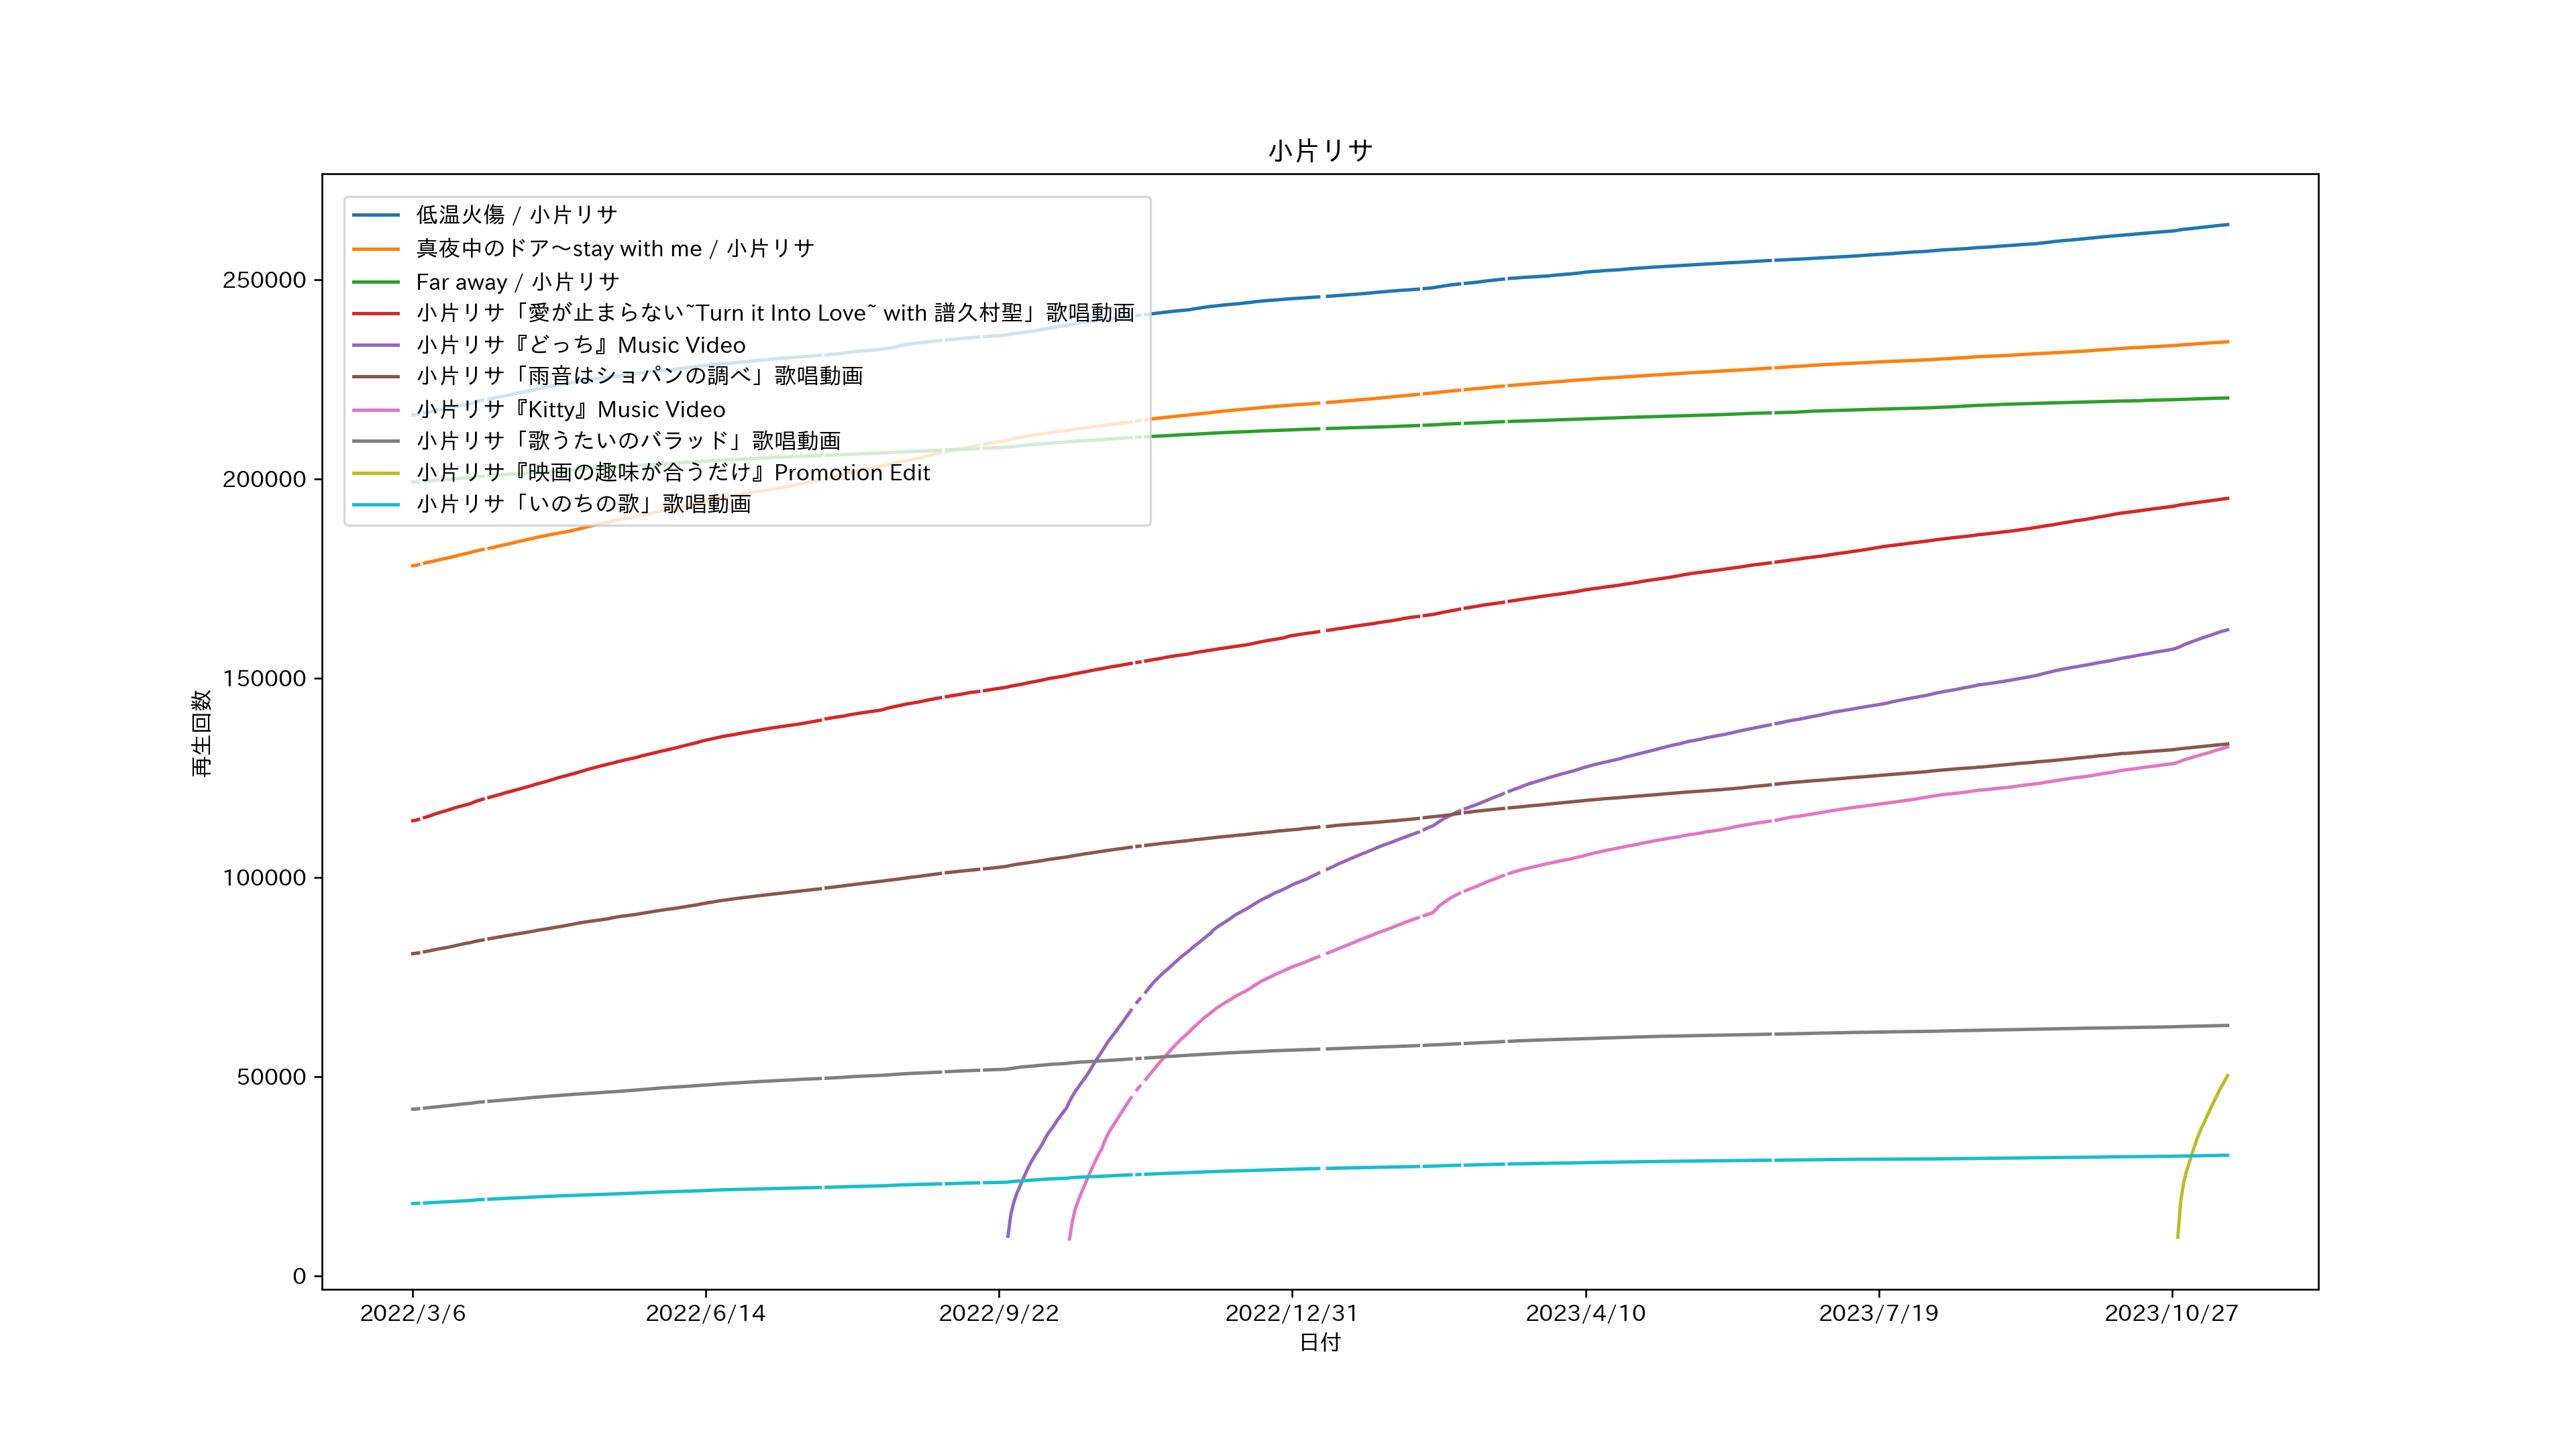 小片リサ
低温火傷 / 小片リサ
真夜中のドア～stay with me / 小片リサ
Far away / 小片リサ
小片リサ「愛が止まらない~Turn it Into Love~ with 譜久村聖」歌唱動画
小片リサ『どっち』Music Video
小片リサ「雨音はショパンの調べ」歌唱動画
小片リサ『Kitty』Music Video
小片リサ「歌うたいのバラッド」歌唱動画
小片リサ『映画の趣味が合うだけ』Promotion Edit
小片リサ「いのちの歌」歌唱動画
250000
200000
150000
100000
50000
0
再生回数
2022/3/6 2022/6/14 2022/9/22 2022/12/31 2023/4/10 2023/7/19 2023/10/27
日付